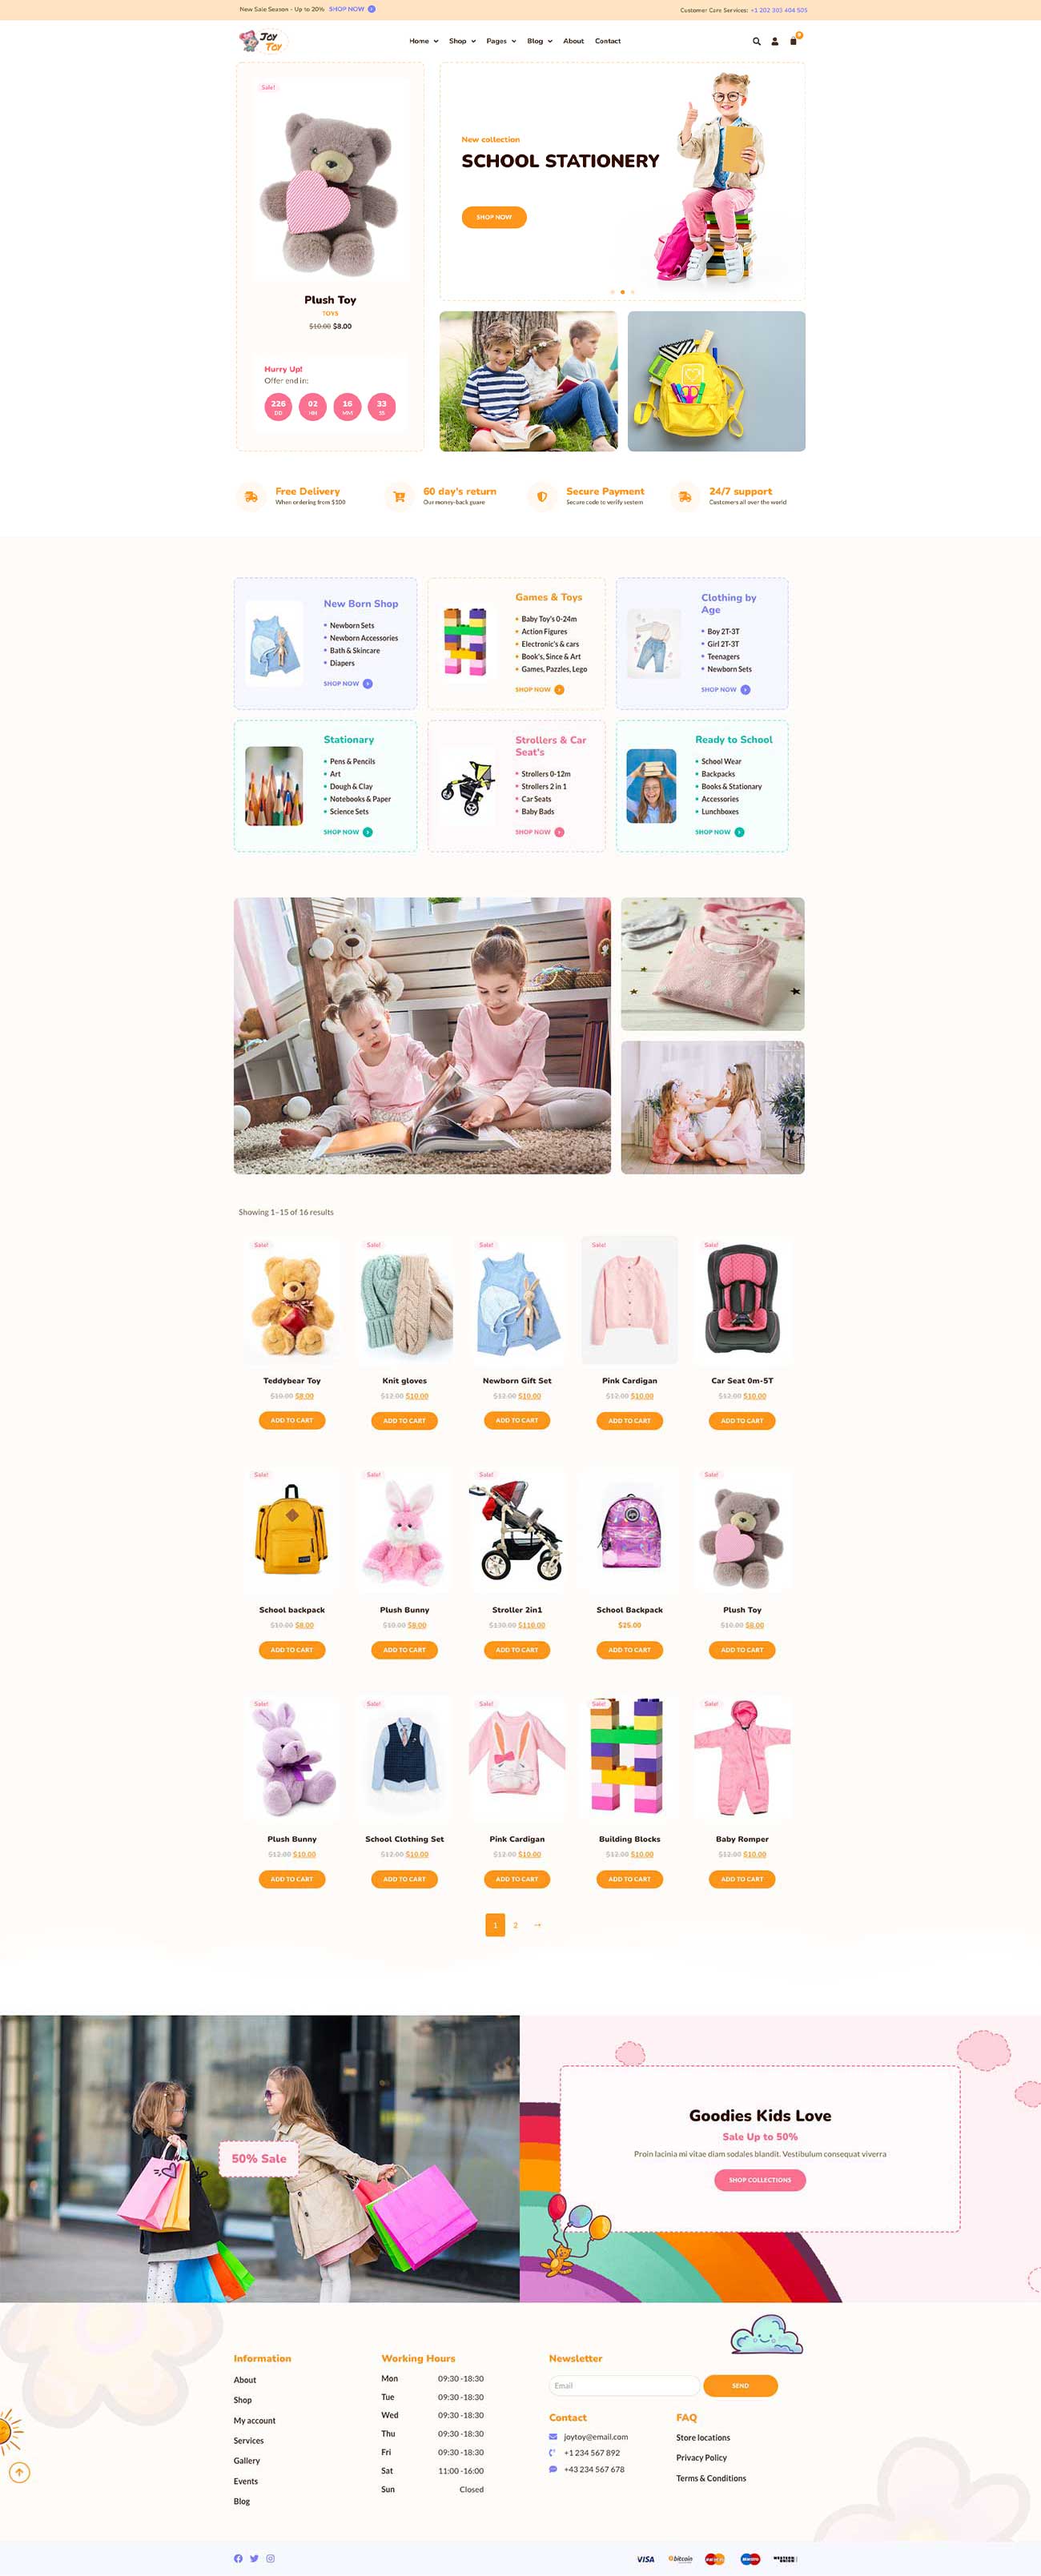 New Sale Season - Up to 20% SHOP NOW
Customer Care Services: +1 202 303 404 505
Joy Toy
Home Shop Pages Blog About Contact
0
Sale!
New collection
SCHOOL STATIONERY
SHOP NOW
Plush Toy
TOYS
$10.00 $8.00
Hurry Up!
Offer end in:
226 02 16 33
DD HH MM SS
Free Delivery
When ordering from $100
60 day's return
Our money-back guare
Secure Payment
Secure code to verify sestem
24/7 support
Customers all over the world
New Born Shop
Newborn Sets
Newborn Accessories
Bath & Skincare
Diapers
SHOP NOW
Games & Toys
Baby Toy's 0-24m
Action Figures
Electronic's & cars
Book's, Since & Art
Games, Pazzles, Lego
SHOP NOW
Clothing by
Age
Boy 2T-3T
Girl 2T-3T
Teenagers
Newborn Sets
SHOP NOW
Stationary
Pens & Pencils
Art
Dough & Clay
Notebooks & Paper
Science Sets
SHOP NOW
Strollers & Car
Seat's
Strollers 0-12m
Strollers 2 in 1
Car Seats
Baby Bads
SHOP NOW
Ready to School
School Wear
Backpacks
Books & Stationary
Accessories
Lunchboxes
SHOP NOW
Showing 1–15 of 16 results
Sale! Sale! Sale! Sale! Sale!
Teddybear Toy Knit gloves Newborn Gift Set Pink Cardigan Car Seat 0m-5T
$10.00 $8.00 $12.00 $10.00 $12.00 $10.00 $12.00 $10.00 $12.00 $10.00
ADD TO CART ADD TO CART ADD TO CART ADD TO CART ADD TO CART
Sale! Sale! Sale! Sale!
School backpack Plush Bunny Stroller 2in1 School Backpack Plush Toy
$10.00 $8.00 $10.00 $8.00 $130.00 $110.00 $25.00 $10.00 $8.00
ADD TO CART ADD TO CART ADD TO CART ADD TO CART ADD TO CART
Sale! Sale! Sale! Sale! Sale!
Plush Bunny School Clothing Set Pink Cardigan Building Blocks Baby Romper
$12.00 $10.00 $12.00 $10.00 $12.00 $10.00 $12.00 $10.00 $12.00 $10.00
ADD TO CART ADD TO CART ADD TO CART ADD TO CART ADD TO CART
1 2 →
50% Sale
Goodies Kids Love
Sale Up to 50%
Proin lacinia mi vitae diam sodales blandit. Vestibulum consequat viverra
SHOP COLLECTIONS
Information
About
Shop
My account
Services
Gallery
Events
Blog
Working Hours
Mon 09:30 -18:30
Tue 09:30 -18:30
Wed 09:30 -18:30
Thu 09:30 -18:30
Fri 09:30 -18:30
Sat 11:00 -16:00
Sun Closed
Newsletter
Email SEND
Contact
joytoy@email.com
+1 234 567 892
+43 234 567 678
FAQ
Store locations
Privacy Policy
Terms & Conditions
VISA bitcoin WESTERN UNION